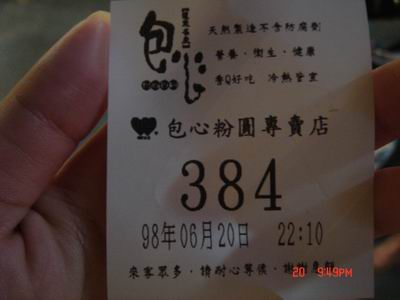 包心
天然製造不含防腐劑
營養·衛生·健康
香Q好吃 冷熱皆宜
包心粉圓專賣店
384
98年06月20日 22:10
來客眾多·請耐心等候·謝謝惠顧
20 9:49PM